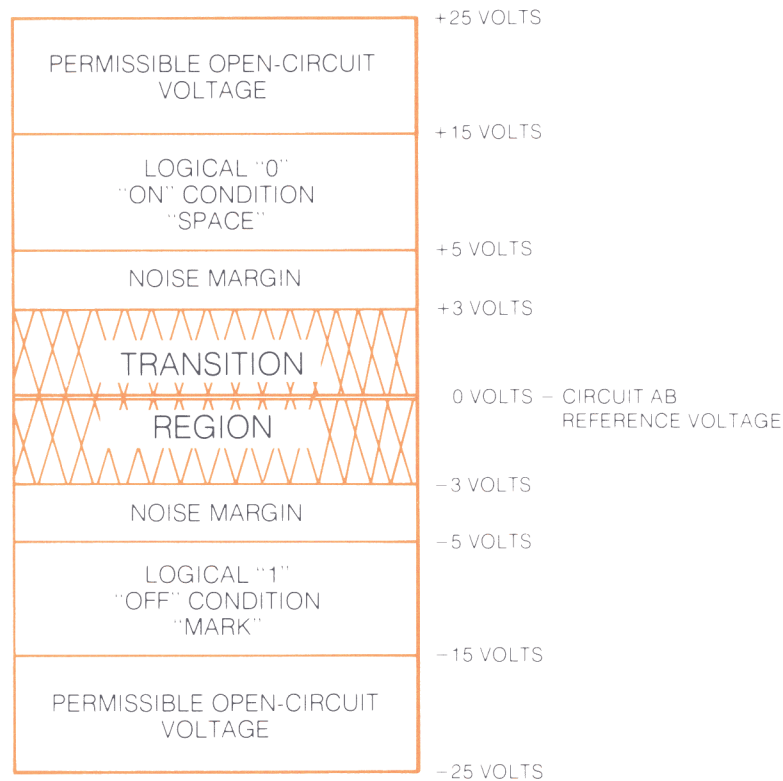 +25 VOLTS
PERMISSIBLE OPEN-CIRCUIT
VOLTAGE
+15 VOLTS
LOGICAL "0"
"ON" CONDITION
"SPACE"
+5 VOLTS
NOISE MARGIN
+3 VOLTS
TRANSITION
0 VOLTS – CIRCUIT AB
REFERENCE VOLTAGE
REGION
−3 VOLTS
NOISE MARGIN
−5 VOLTS
LOGICAL "1"
"OFF" CONDITION
"MARK"
−15 VOLTS
PERMISSIBLE OPEN-CIRCUIT
VOLTAGE
−25 VOLTS